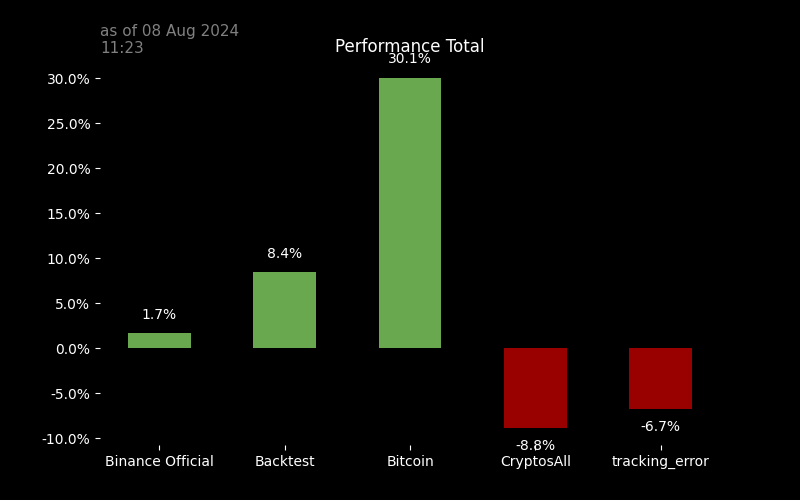 as of 08 Aug 2024
11:23
Performance Total
30.1%
30.0%
25.0%
20.0%
15.0%
10.0%
8.4%
5.0%
1.7%
0.0%
-5.0%
-6.7%
-10.0%
-8.8%
Binance Official
Backtest
Bitcoin
CryptosAll
tracking_error